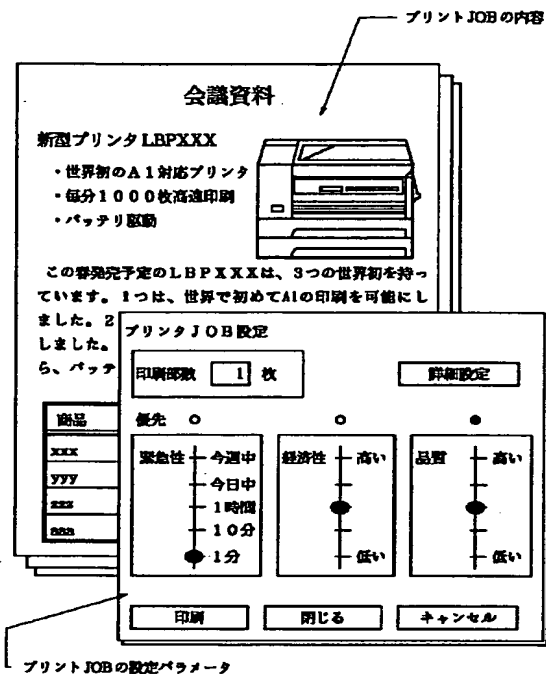 プリントJOBの内容
会議資料
新型プリンタLBPXXX
・世界初のA1対応プリンタ
・毎分1000枚高速印刷
・バッテリ駆動
この春発売予定のLBPXXXは、3つの世界初を持っ
ています。1つは、世界で初めてA1の印刷を可能にし
ました。2
しました。
ら、バッテ
商品
xxx
yyy
zzz
aaa
プリンタJOB設定
印刷部数 1 枚
詳細設定
優先
緊急性 今週中
今日中
1時間
10分
1分
経済性 高い
低い
品質 高い
低い
印刷 閉じる キャンセル
プリントJOBの設定パラメータ